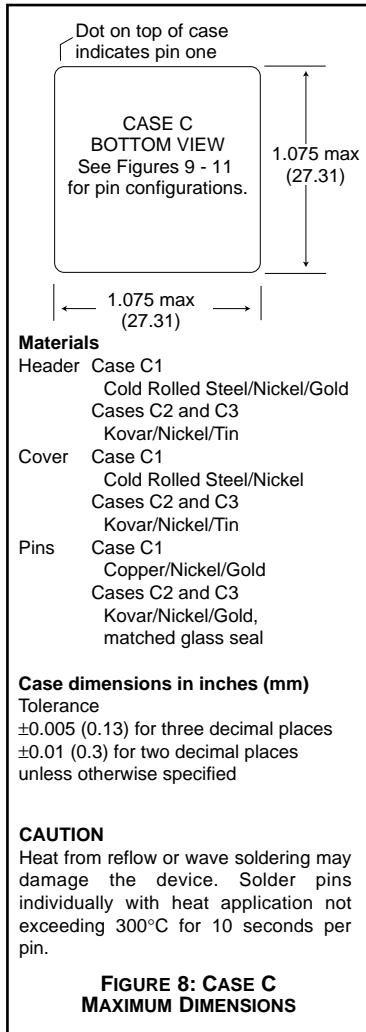 Dot on top of case
indicates pin one
CASE C
BOTTOM VIEW
See Figures 9 - 11
for pin configurations.
1.075 max
(27.31)
1.075 max
(27.31)
Materials
Header Case C1
Cold Rolled Steel/Nickel/Gold
Cases C2 and C3
Kovar/Nickel/Tin
Cover Case C1
Cold Rolled Steel/Nickel
Cases C2 and C3
Kovar/Nickel/Tin
Pins Case C1
Copper/Nickel/Gold
Cases C2 and C3
Kovar/Nickel/Gold,
matched glass seal
Case dimensions in inches (mm)
Tolerance
±0.005 (0.13) for three decimal places
±0.01 (0.3) for two decimal places
unless otherwise specified
CAUTION
Heat from reflow or wave soldering may
damage the device. Solder pins
individually with heat application not
exceeding 300°C for 10 seconds per
pin.
FIGURE 8: CASE C
MAXIMUM DIMENSIONS